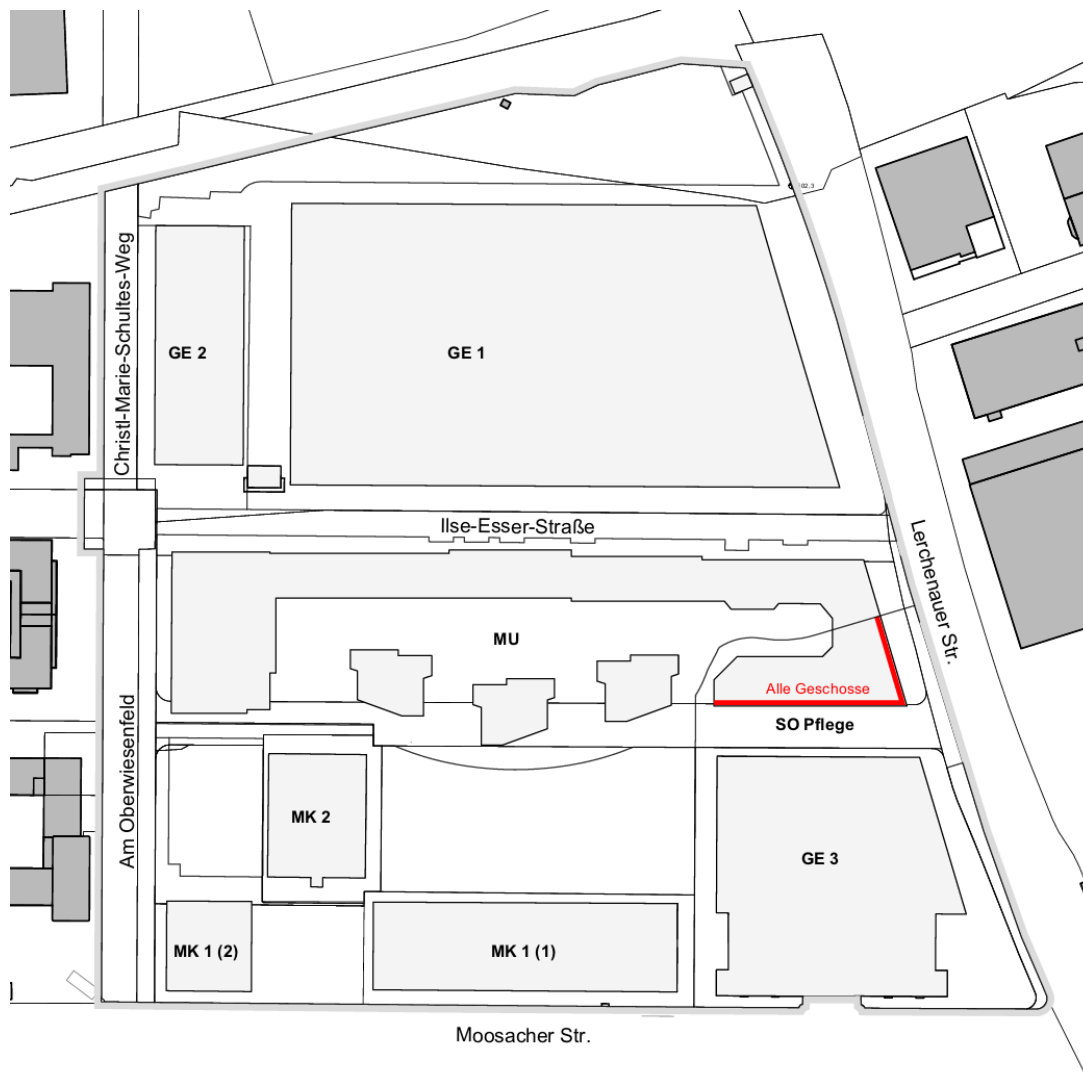 Christl-Marie-Schultes-Weg
GE 2
GE 1
Ilse-Esser-Straße
Lerchenauer Str.
MU
Alle Geschosse
SO Pflege
Am Oberwiesenfeld
MK 2
GE 3
MK 1 (2)
MK 1 (1)
Moosacher Str.